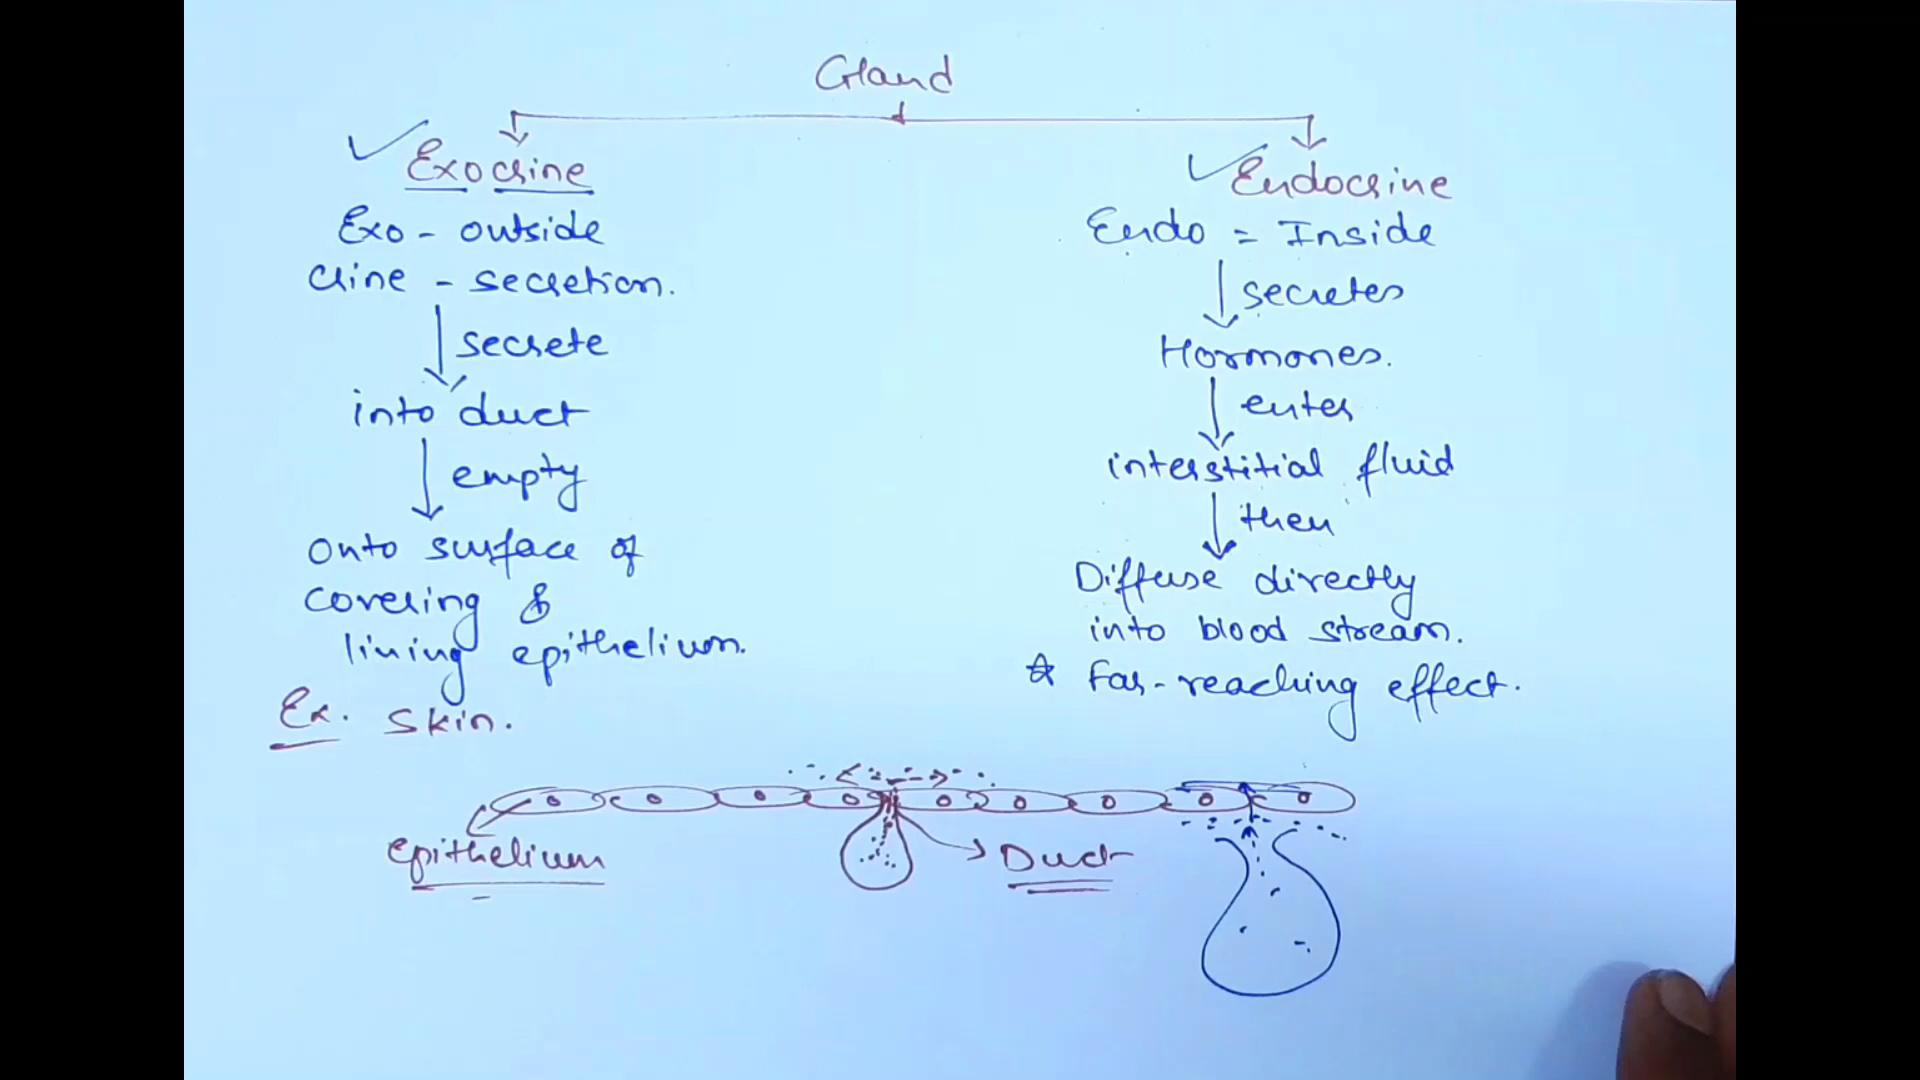 Gland
Exocrine
Exo - outside
crine - secretion.
secrete
into duct
empty
onto surface of
covering &
lining epithelium.
Ex. Skin.
Endocrine
Endo = Inside
secretes
Hormones.
enter
interstitial fluid
then
Diffuse directly
into blood stream.
☆ Far-reaching effect.
epithelium
Duct